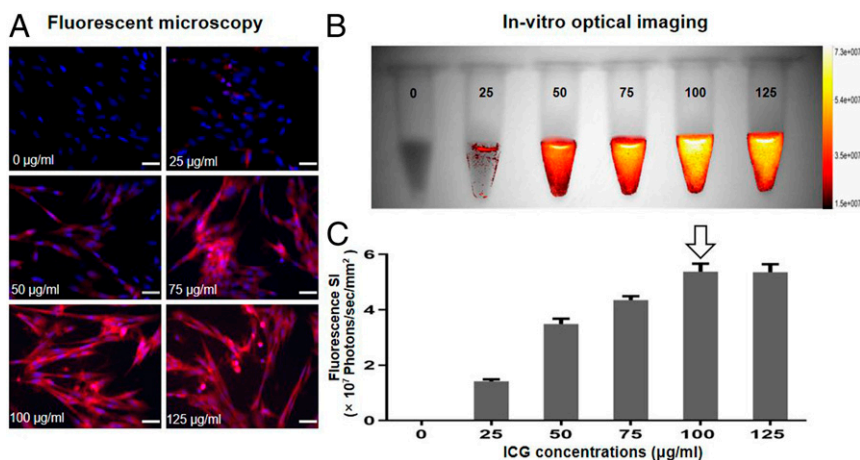 A Fluorescent microscopy
0 µg/ml
25 µg/ml
50 µg/ml
75 µg/ml
100 µg/ml
125 µg/ml
B In-vitro optical imaging
0 25 50 75 100 125
7.3e+007
5.4e+007
3.5e+007
1.5e+007
C
Fluorescence SI
(× 10⁷ Photons/sec/mm²)
6
4
2
0
0 25 50 75 100 125
ICG concentrations (µg/ml)